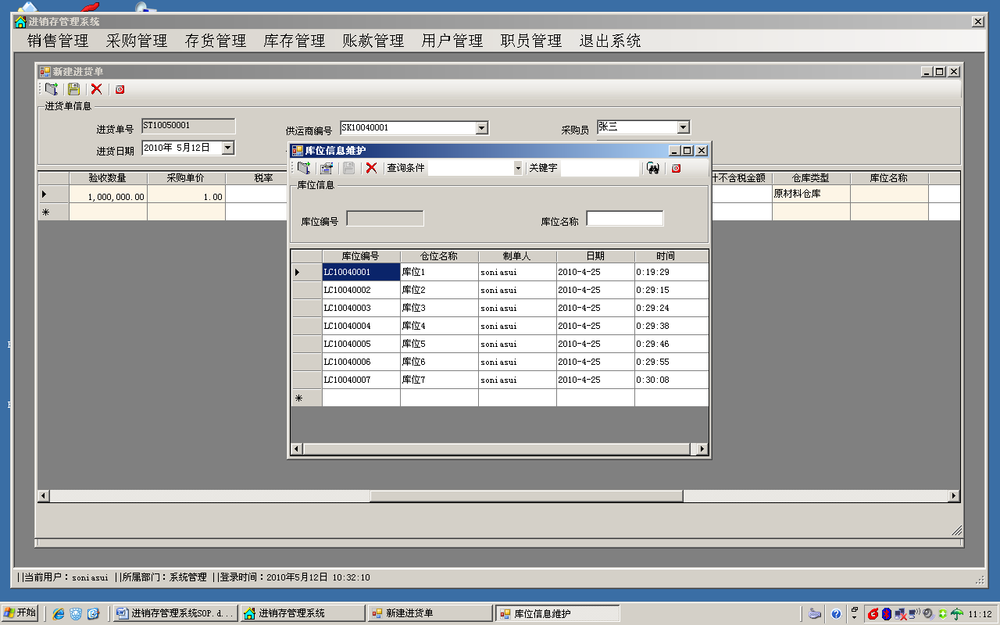 进销存管理系统
销售管理 采购管理 存货管理 库存管理 账款管理 用户管理 职员管理 退出系统
新建进货单
进货单信息
进货单号 ST10050001 供运商编号 SK10040001 采购员 张三
进货日期 2010年 5月12日
验收数量 采购单价 税率 计不含税金额 仓库类型 库位名称
1,000,000.00 1.00 原材料仓库
库位信息维护
查询条件 关键字
库位信息
库位编号 库位名称
库位编号 仓位名称 制单人 日期 时间
LC10040001 库位1 soniasui 2010-4-25 0:19:29
LC10040002 库位2 soniasui 2010-4-25 0:29:15
LC10040003 库位3 soniasui 2010-4-25 0:29:24
LC10040004 库位4 soniasui 2010-4-25 0:29:38
LC10040005 库位5 soniasui 2010-4-25 0:29:46
LC10040006 库位6 soniasui 2010-4-25 0:29:55
LC10040007 库位7 soniasui 2010-4-25 0:30:08
||当前用户：soniasui ||所属部门：系统管理 ||登录时间：2010年5月12日 10:32:10
开始 进销存管理系统SOP.d... 进销存管理系统 新建进货单 库位信息维护 11:12